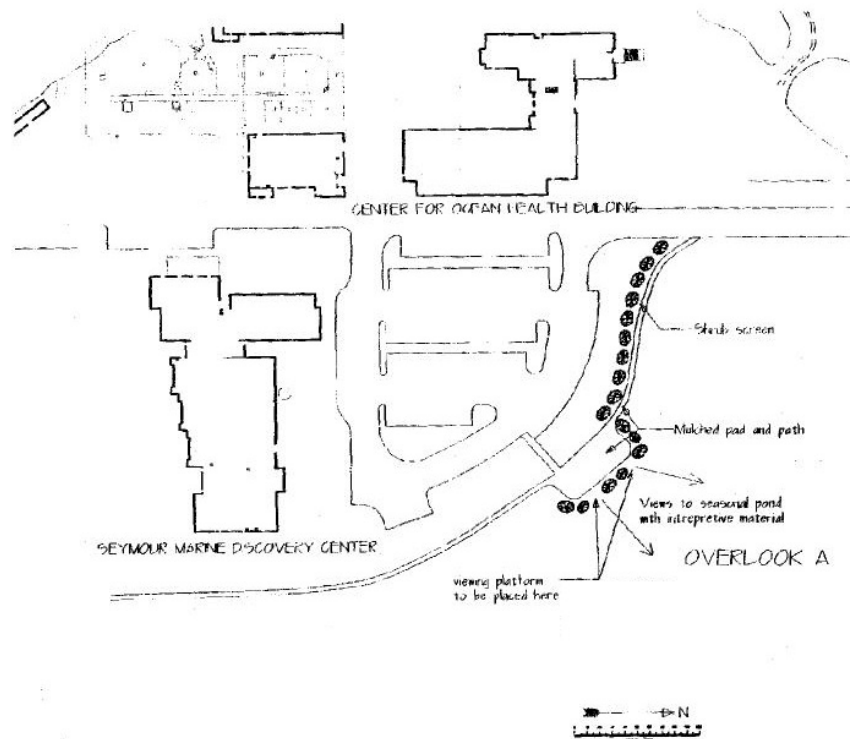 CENTER FOR OCEAN HEALTH BUILDING
Shrub screen
Mulched pad and path
Views to seasonal pond
with intrepretive material
SEYMOUR MARINE DISCOVERY CENTER
OVERLOOK A
viewing platform
to be placed here
N